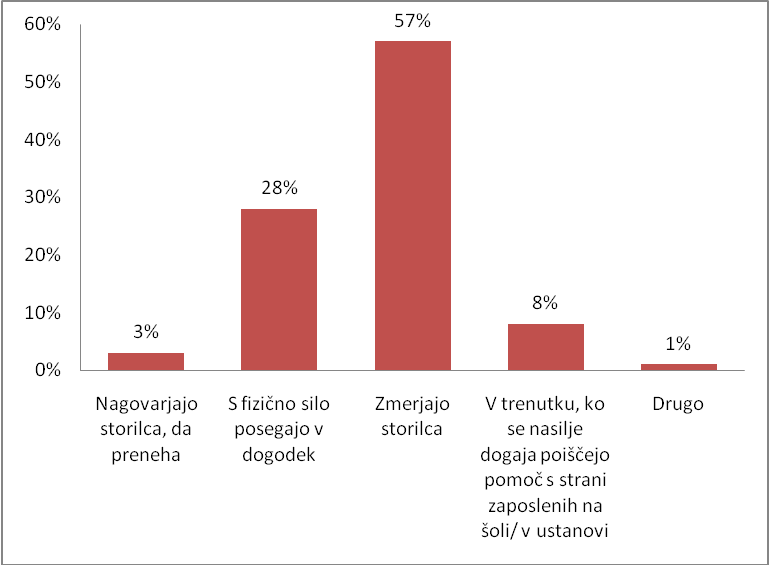 60%
50%
40%
30%
20%
10%
0%
3%
28%
57%
8%
1%
Nagovarjajo
storilca, da
preneha
S fizično silo
posegajo v
dogodek
Zmerjajo
storilca
V trenutku, ko
se nasilje
dogaja poiščejo
pomoč s strani
zaposlenih na
šoli/ v ustanovi
Drugo